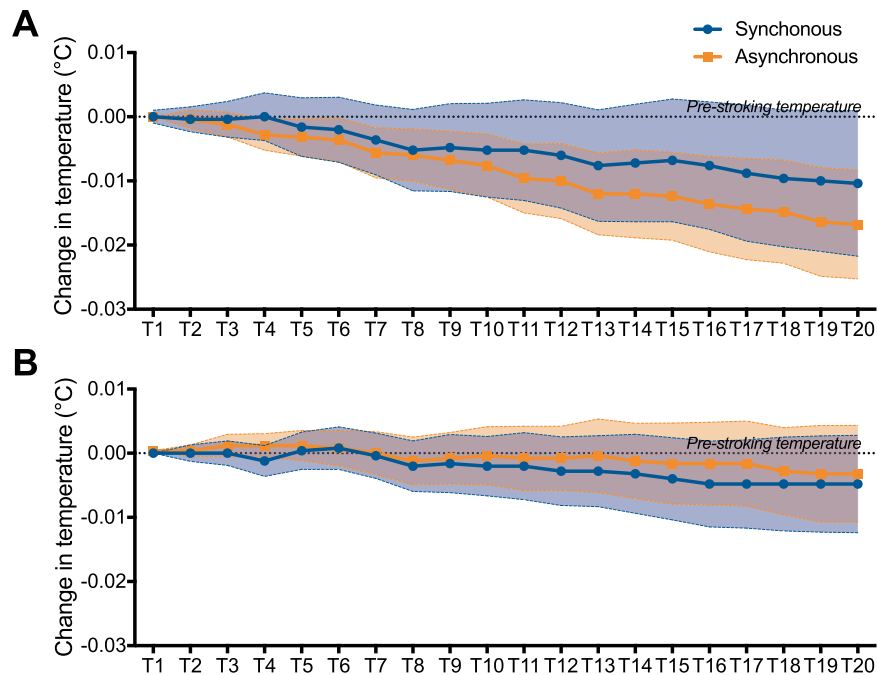 A
Synchonous
Asynchronous
Change in temperature (°C)
0.01
0.00
-0.01
-0.02
-0.03
Pre-stroking temperature
T1 T2 T3 T4 T5 T6 T7 T8 T9 T10 T11 T12 T13 T14 T15 T16 T17 T18 T19 T20
B
Change in temperature (°C)
0.01
0.00
-0.01
-0.02
-0.03
Pre-stroking temperature
T1 T2 T3 T4 T5 T6 T7 T8 T9 T10 T11 T12 T13 T14 T15 T16 T17 T18 T19 T20